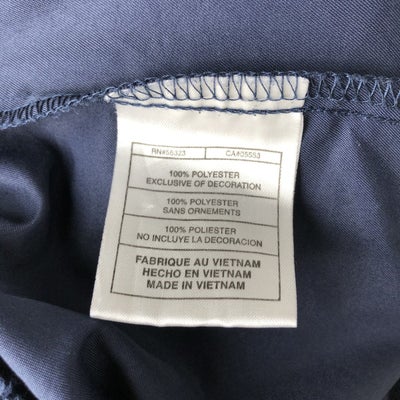 RN#56323 CA#05553
100% POLYESTER
EXCLUSIVE OF DECORATION
100% POLYESTER
SANS ORNEMENTS
100% POLIESTER
NO INCLUYE LA DECORACION
FABRIQUE AU VIETNAM
HECHO EN VIETNAM
MADE IN VIETNAM